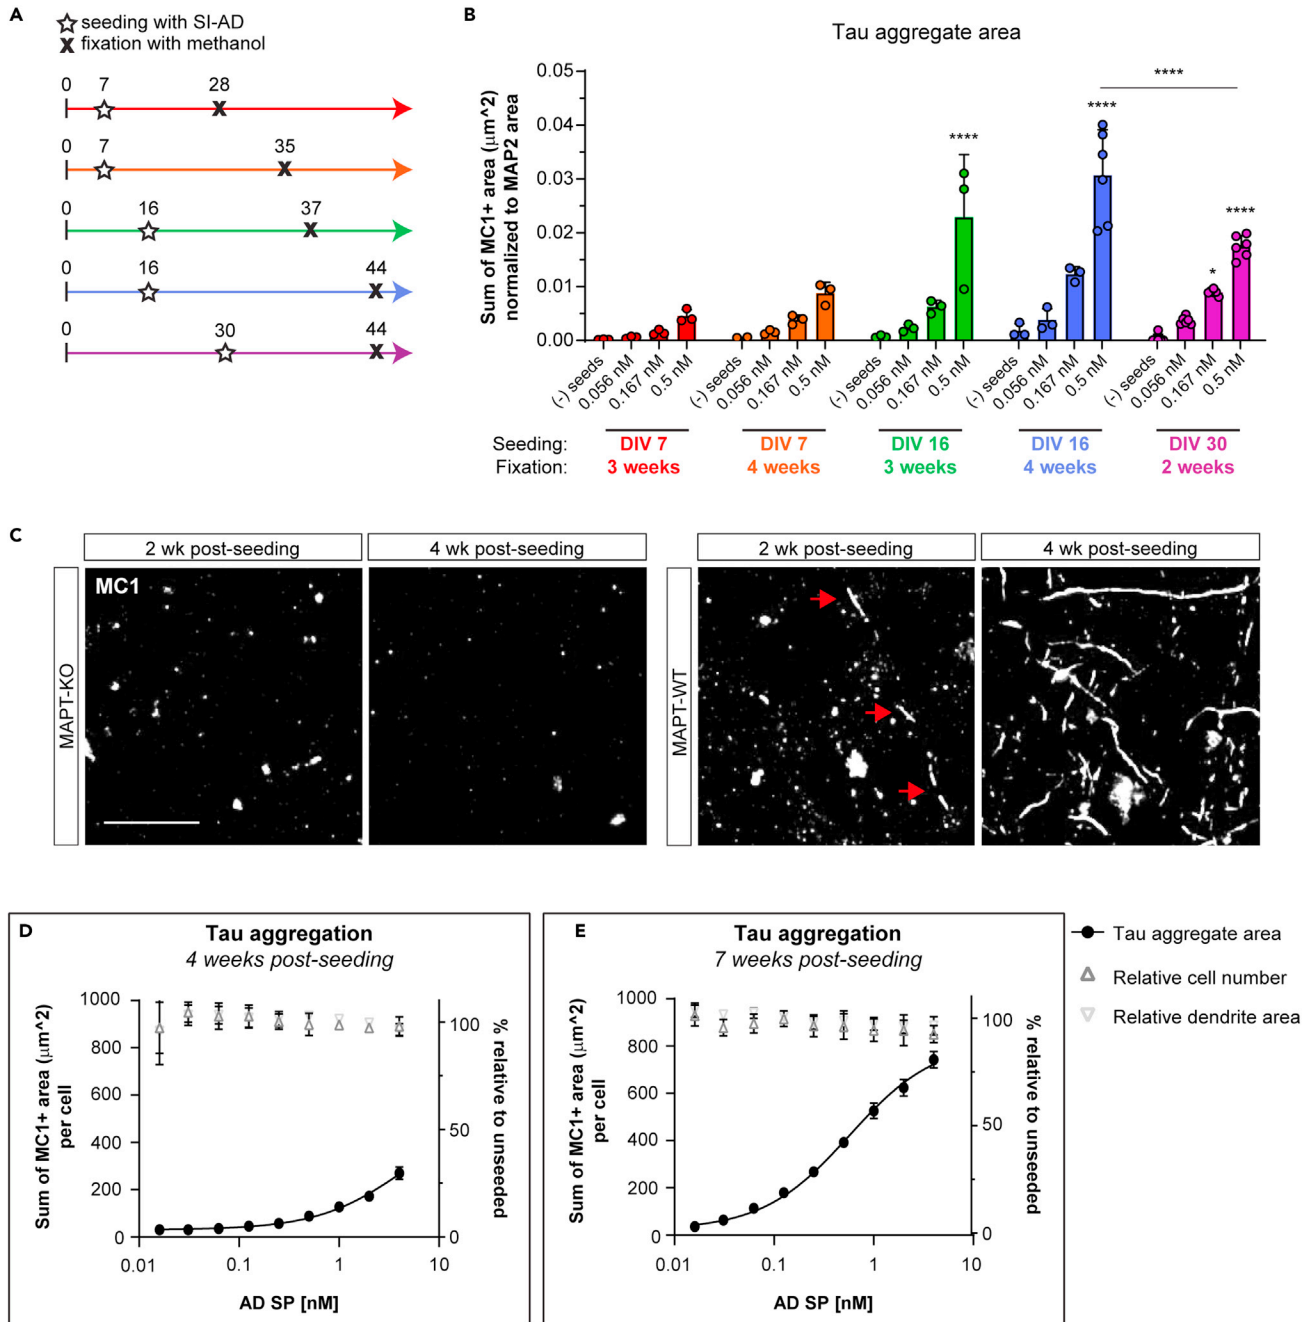 A
seeding with SI-AD
fixation with methanol
0 7 28
0 7 35
0 16 37
0 16 44
0 30 44
B
Tau aggregate area
Sum of MC1+ area (µm^2)
normalized to MAP2 area
0.05
0.04
0.03
0.02
0.01
0.00
**** **** **** * ****
(-) seeds 0.056 nM 0.167 nM 0.5 nM (-) seeds 0.056 nM 0.167 nM 0.5 nM (-) seeds 0.056 nM 0.167 nM 0.5 nM (-) seeds 0.056 nM 0.167 nM 0.5 nM (-) seeds 0.056 nM 0.167 nM 0.5 nM
Seeding: DIV 7 DIV 7 DIV 16 DIV 16 DIV 30
Fixation: 3 weeks 4 weeks 3 weeks 4 weeks 2 weeks
C
2 wk post-seeding 4 wk post-seeding 2 wk post-seeding 4 wk post-seeding
MAPT-KO
MC1
MAPT-WT
D
Tau aggregation
4 weeks post-seeding
Sum of MC1+ area (µm^2)
per cell
1000
800
600
400
200
0
100
50
0
% relative to unseeded
0.01 0.1 1 10
AD SP [nM]
E
Tau aggregation
7 weeks post-seeding
Sum of MC1+ area (µm^2)
per cell
1000
800
600
400
200
0
100
50
0
% relative to unseeded
0.01 0.1 1 10
AD SP [nM]
Tau aggregate area
Relative cell number
Relative dendrite area